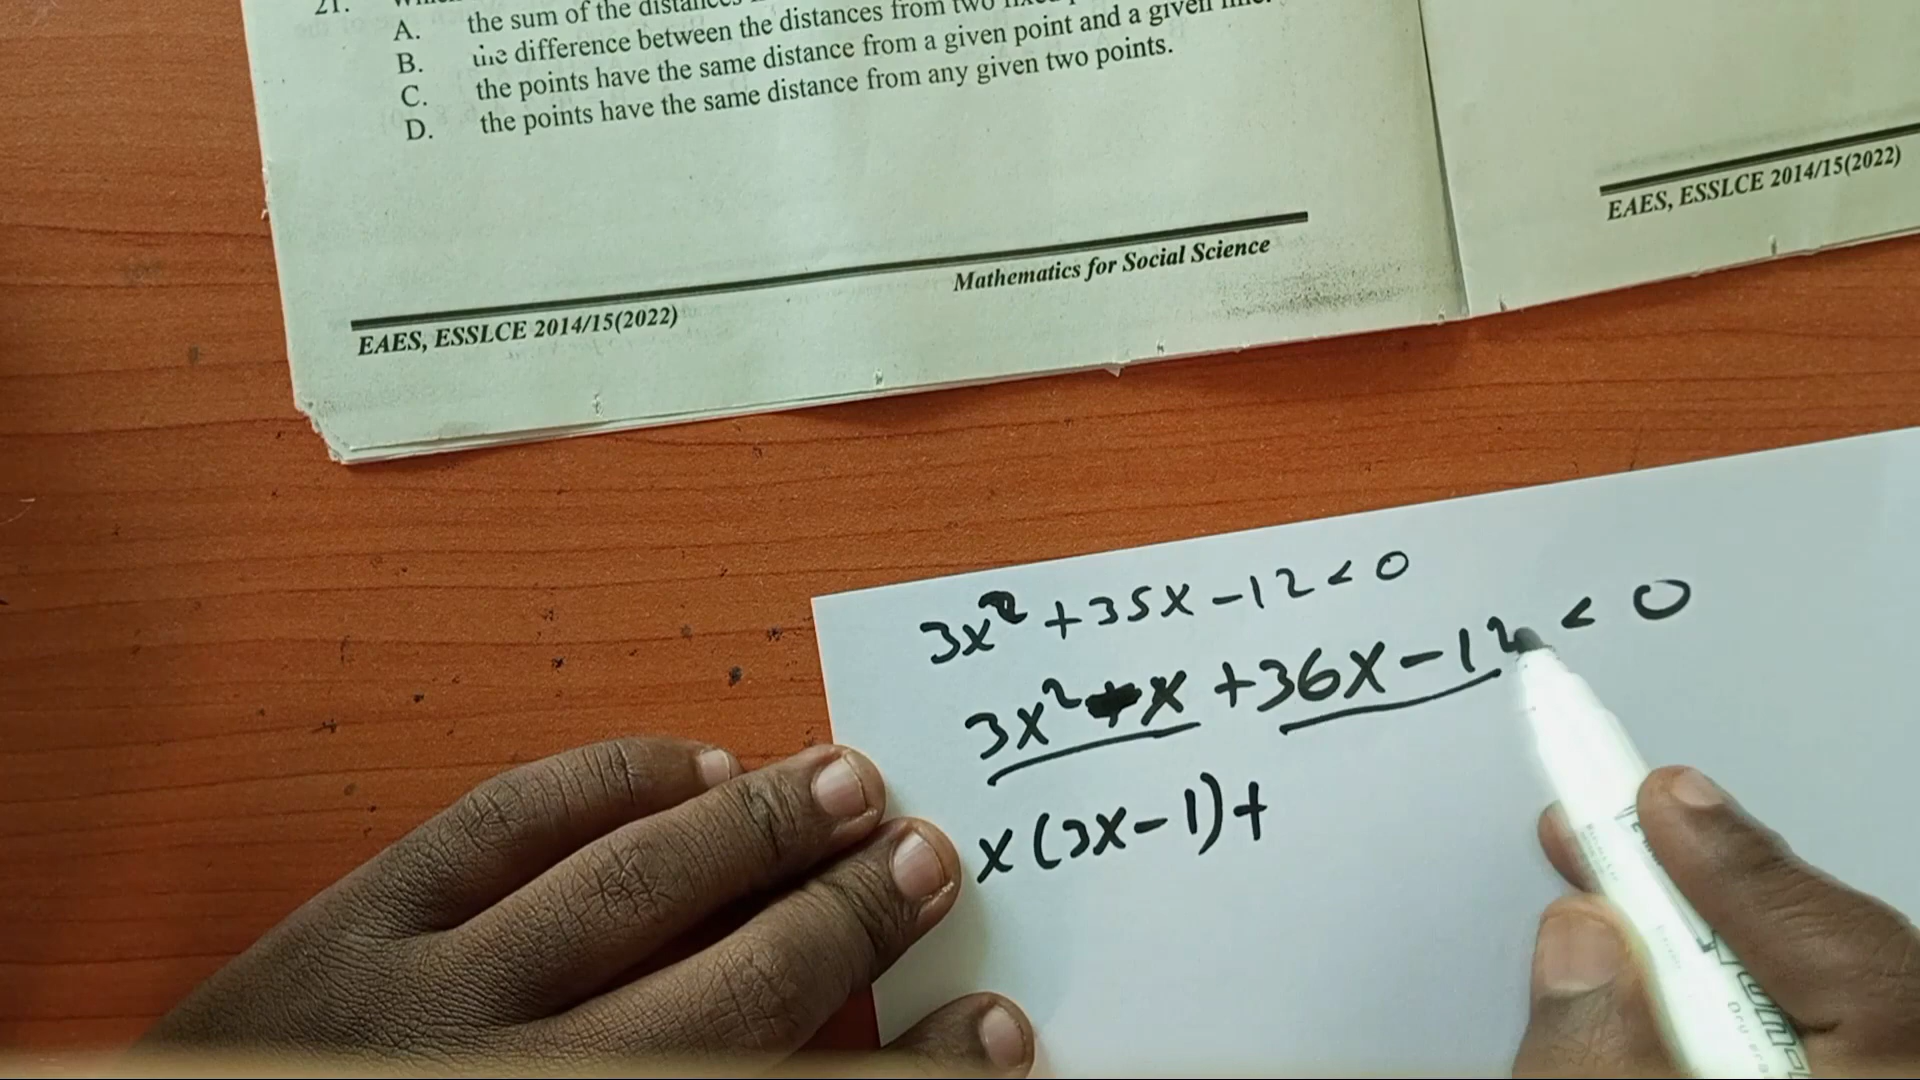 21.
A. the sum of the
B. the difference between the distances from two
C. the points have the same distance from a given point and a given line.
D. the points have the same distance from any given two points.
Mathematics for Social Science
EAES, ESSLCE 2014/15(2022)
EAES, ESSLCE 2014/15(2022)
3x² +35x -12 < 0
3x² - x +36x -12 < 0
x (3x-1) +